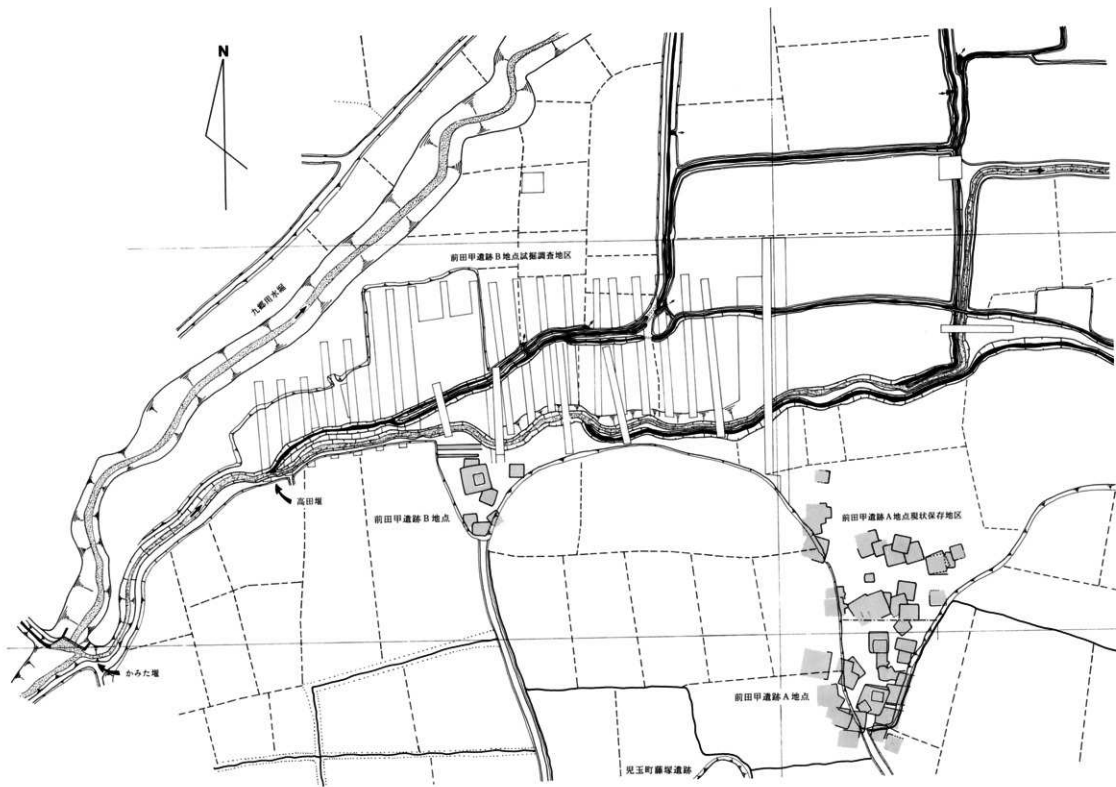 N
前田甲遺跡B地点試掘調査地区
九郷用水堀
高田堰
前田甲遺跡B地点
前田甲遺跡A地点現状保存地区
かみた堰
前田甲遺跡A地点
児玉町藤塚遺跡